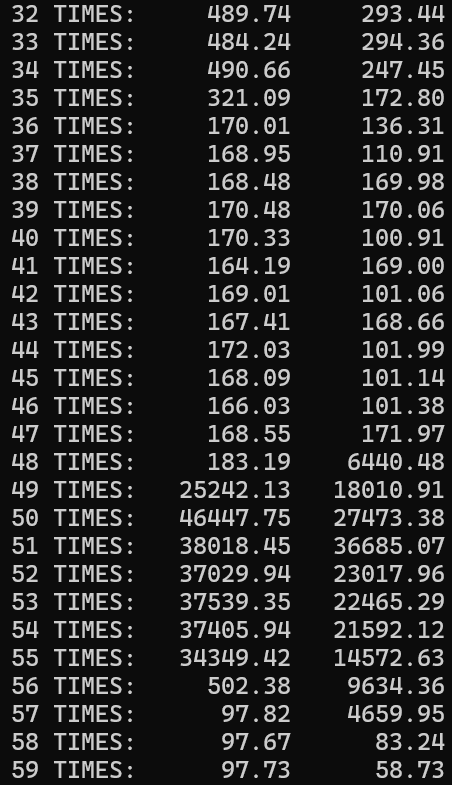 32 TIMES: 489.74 293.44
33 TIMES: 484.24 294.36
34 TIMES: 490.66 247.45
35 TIMES: 321.09 172.80
36 TIMES: 170.01 136.31
37 TIMES: 168.95 110.91
38 TIMES: 168.48 169.98
39 TIMES: 170.48 170.06
40 TIMES: 170.33 100.91
41 TIMES: 164.19 169.00
42 TIMES: 169.01 101.06
43 TIMES: 167.41 168.66
44 TIMES: 172.03 101.99
45 TIMES: 168.09 101.14
46 TIMES: 166.03 101.38
47 TIMES: 168.55 171.97
48 TIMES: 183.19 6440.48
49 TIMES: 25242.13 18010.91
50 TIMES: 46447.75 27473.38
51 TIMES: 38018.45 36685.07
52 TIMES: 37029.94 23017.96
53 TIMES: 37539.35 22465.29
54 TIMES: 37405.94 21592.12
55 TIMES: 34349.42 14572.63
56 TIMES: 502.38 9634.36
57 TIMES: 97.82 4659.95
58 TIMES: 97.67 83.24
59 TIMES: 97.73 58.73